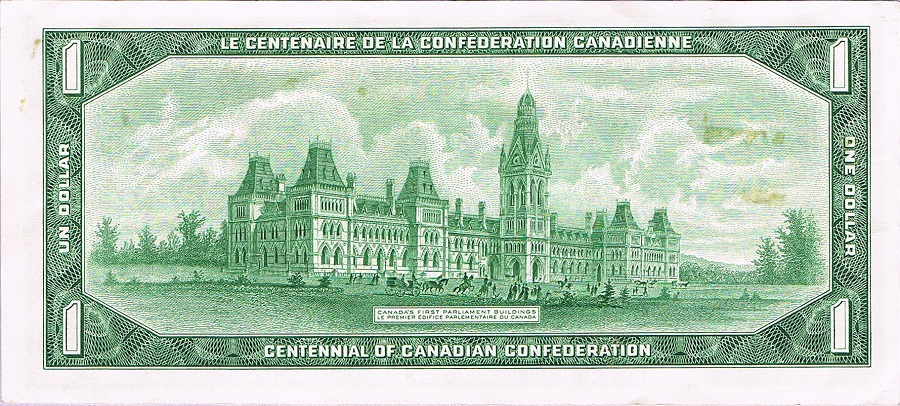 1 LE CENTENAIRE DE LA CONFEDERATION CANADIENNE 1
UN DOLLAR
ONE DOLLAR
CANADA'S FIRST PARLIAMENT BUILDINGS
LE PREMIER ÉDIFICE PARLEMENTAIRE DU CANADA
1 CENTENNIAL OF CANADIAN CONFEDERATION 1